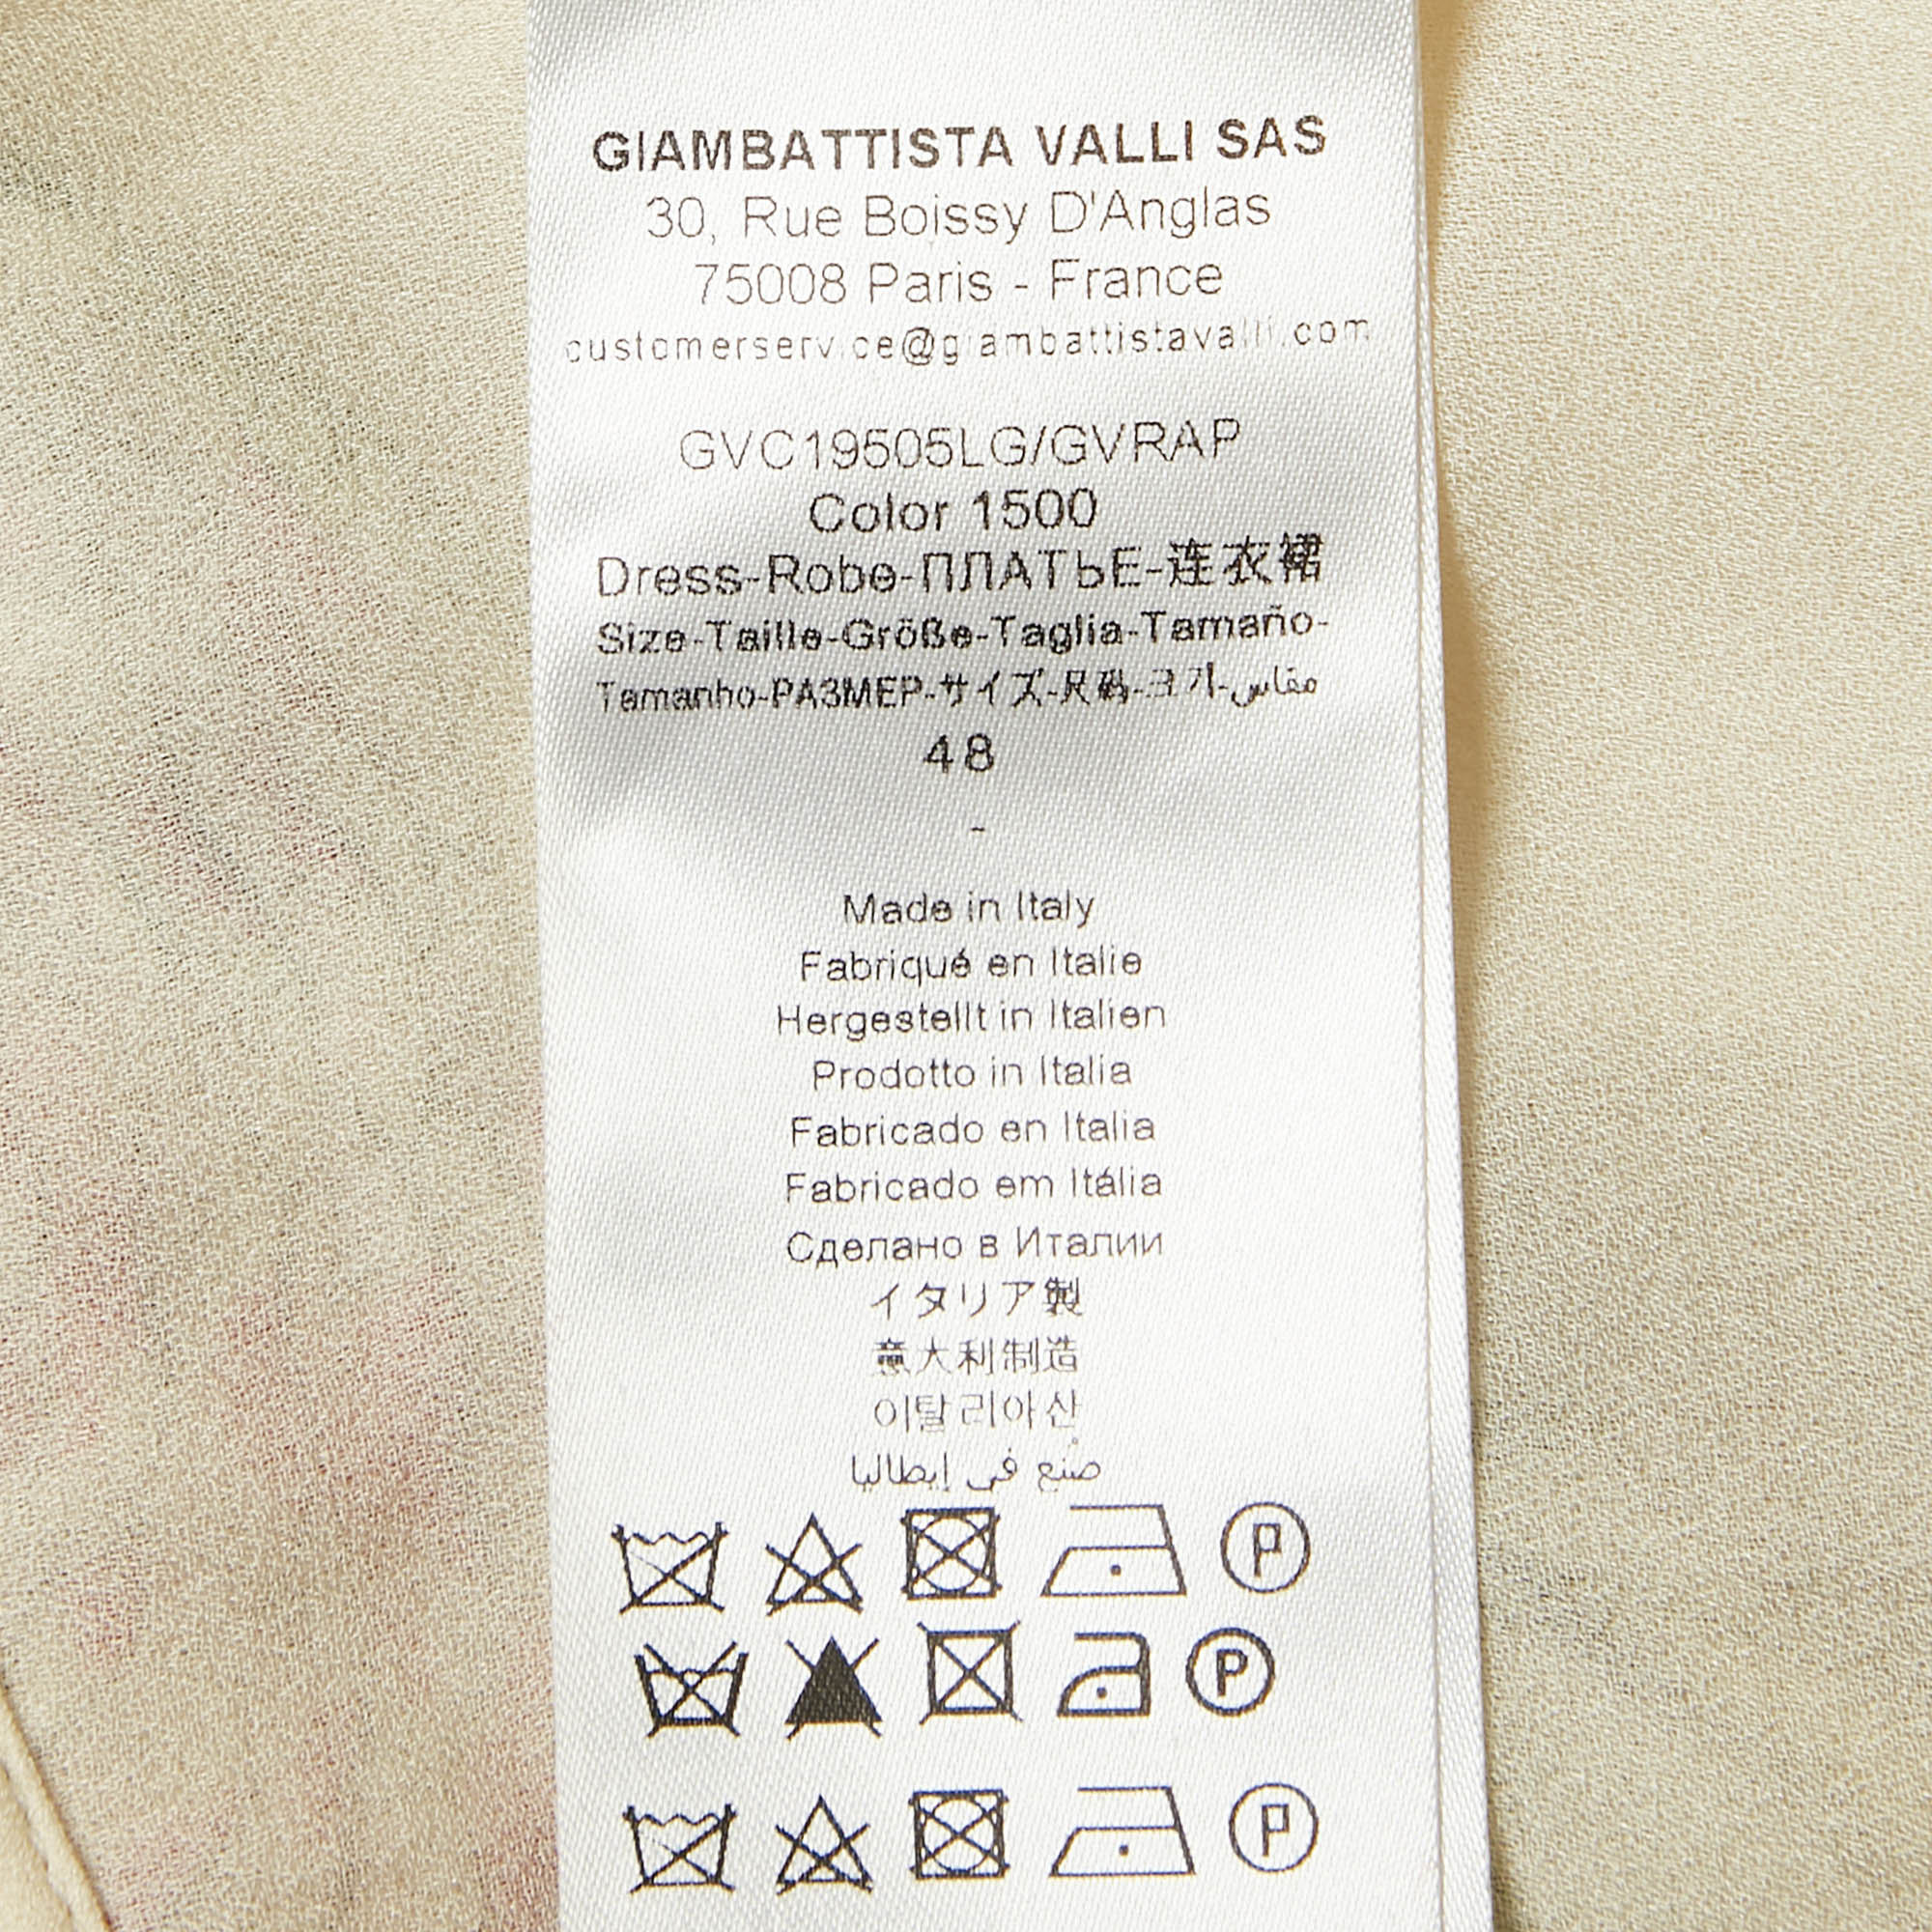 GIAMBATTISTA VALLI SAS
30, Rue Boissy D'Anglas
75008 Paris - France
customerservice@giambattistavalli.com
GVC19505LG/GVRAP
Color 1500
Dress-Robe-ПЛАТЬЕ-连衣裙
Size-Taille-Größe-Taglia-Tamaño-
Tamanho-РАЗМЕР-サイズ-尺码-크기-مقاس
48
-
Made in Italy
Fabriqué en Italie
Hergestellt in Italien
Prodotto in Italia
Fabricado en Italia
Fabricado em Itália
Сделано в Италии
イタリア製
意大利制造
이탈리아산
صُنع في إيطاليا
P
P
P